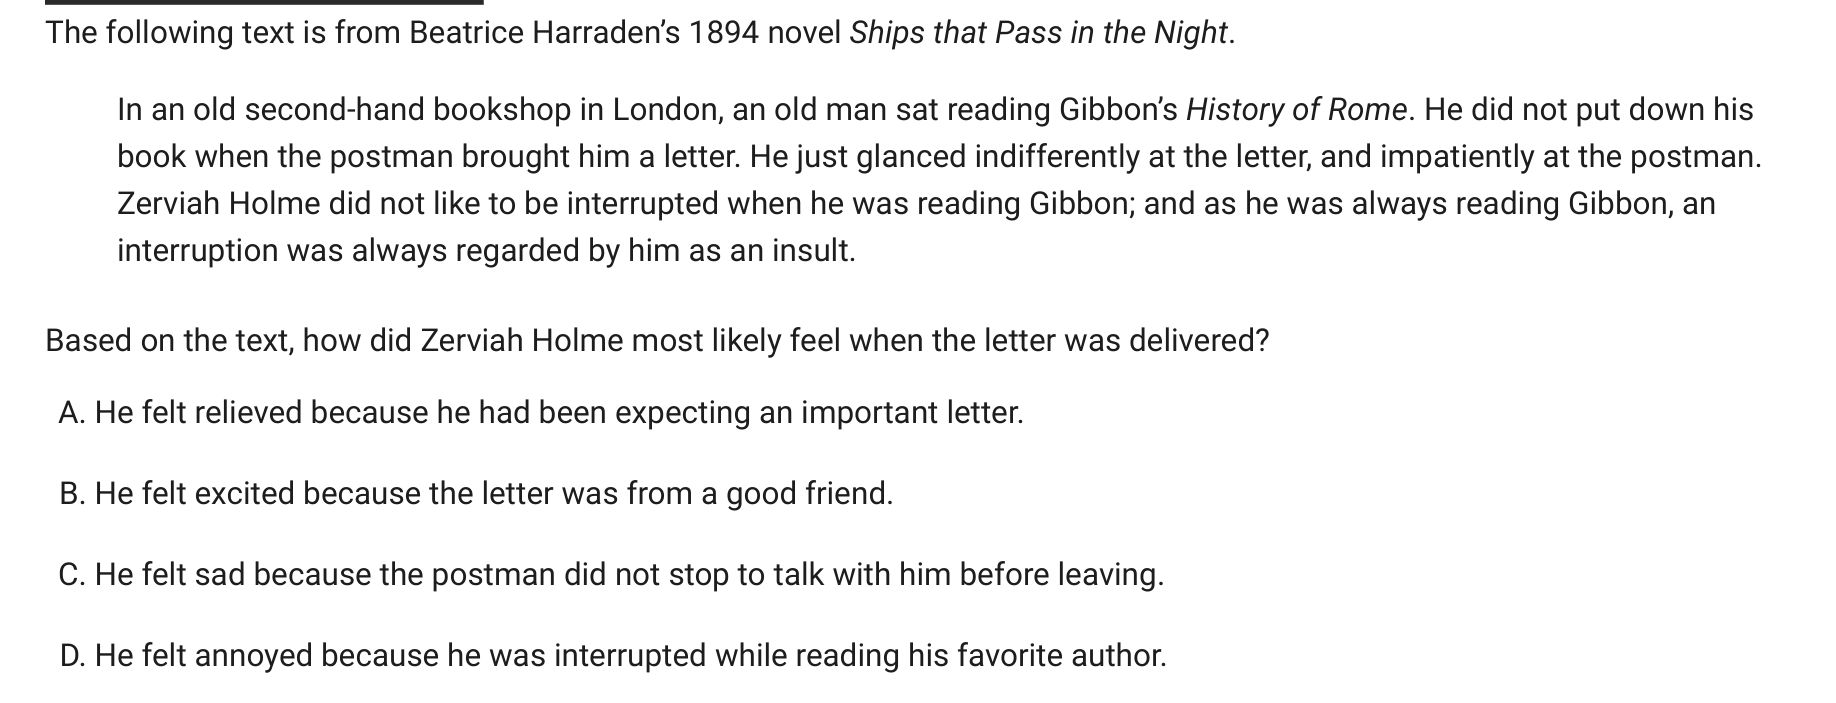 The following text is from Beatrice Harraden’s 1894 novel Ships that Pass in the Night.
In an old second-hand bookshop in London, an old man sat reading Gibbon’s History of Rome. He did not put down his
book when the postman brought him a letter. He just glanced indifferently at the letter, and impatiently at the postman.
Zerviah Holme did not like to be interrupted when he was reading Gibbon; and as he was always reading Gibbon, an
interruption was always regarded by him as an insult.
Based on the text, how did Zerviah Holme most likely feel when the letter was delivered?
A. He felt relieved because he had been expecting an important letter.
B. He felt excited because the letter was from a good friend.
C. He felt sad because the postman did not stop to talk with him before leaving.
D. He felt annoyed because he was interrupted while reading his favorite author.